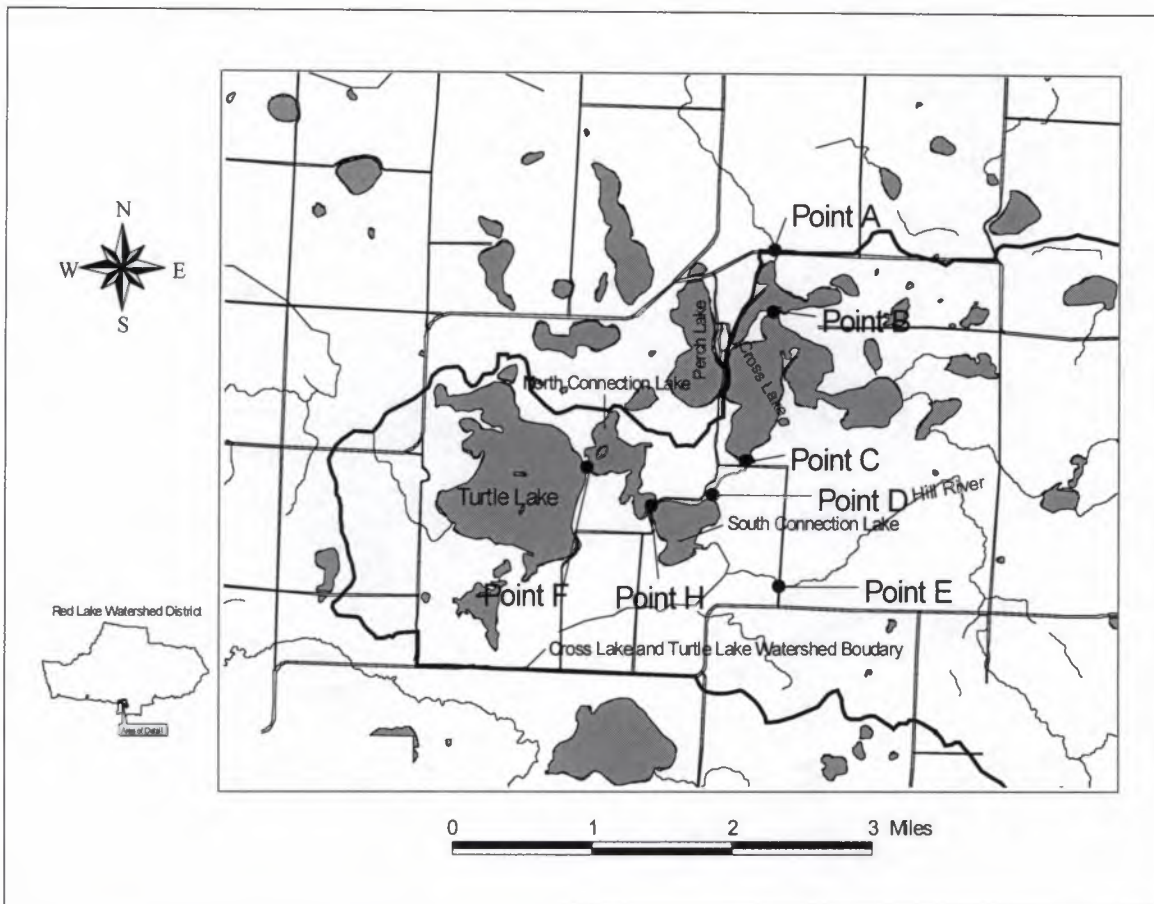 N
W E
S
Point A
Point B
Perch Lake
Cross Lake
North Connection Lake
Point C
Turtle Lake
Point D
Hill River
South Connection Lake
Point F
Point H
Point E
Red Lake Watershed District
Cross Lake and Turtle Lake Watershed Boudary
Area of Detail
0 1 2 3 Miles